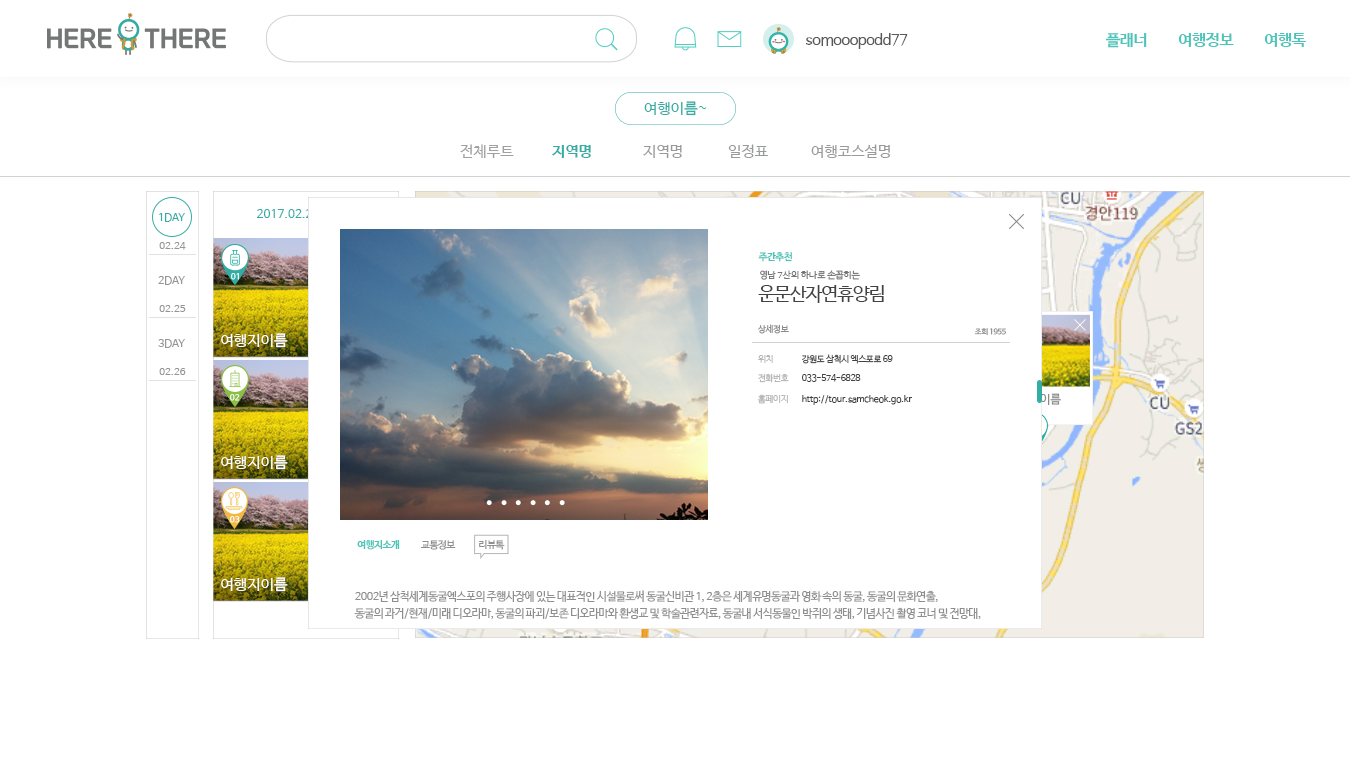 HERE THERE
somooopodd77
플래너
여행정보
여행톡
여행이름~
전체루트
지역명
지역명
일정표
여행코스설명
1DAY
02.24
2DAY
02.25
3DAY
02.26
2017.02.2
01
여행지이름
02
여행지이름
03
여행지이름
주간추천
영남 7산의 하나로 손꼽히는
운문산자연휴양림
상세정보
조회 1955
위치 강원도 삼척시 엑스포로 69
전화번호 033-574-6828
홈페이지 http://tour.samcheok.go.kr
여행지소개
교통정보
리뷰톡
2002년 삼척세계동굴엑스포의 주행사장에 있는 대표적인 시설물로써 동굴신비관 1, 2층은 세계유명동굴과 영화 속의 동굴, 동굴의 문화연출,
동굴의 과거/현재/미래 디오라마, 동굴의 파괴/보존 디오라마와 환생교 및 학술관련자료, 동굴내 서식동물인 박쥐의 생태, 기념사진 촬영 코너 및 전망대,
CU
경안119
이름
CU
GS2